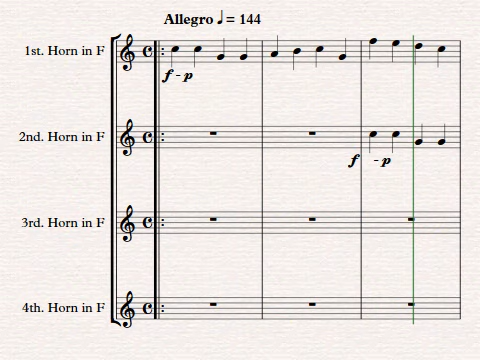 Allegro ♩ = 144
1st. Horn in F
f - p
2nd. Horn in F
f - p
3rd. Horn in F
4th. Horn in F